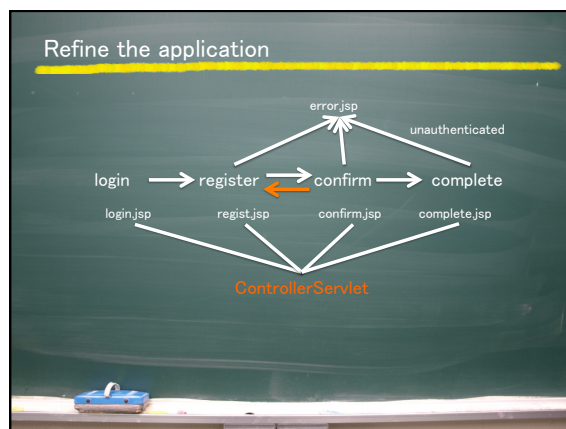 Refine the application
error.jsp
unauthenticated
login register confirm complete
login.jsp regist.jsp confirm.jsp complete.jsp
ControllerServlet